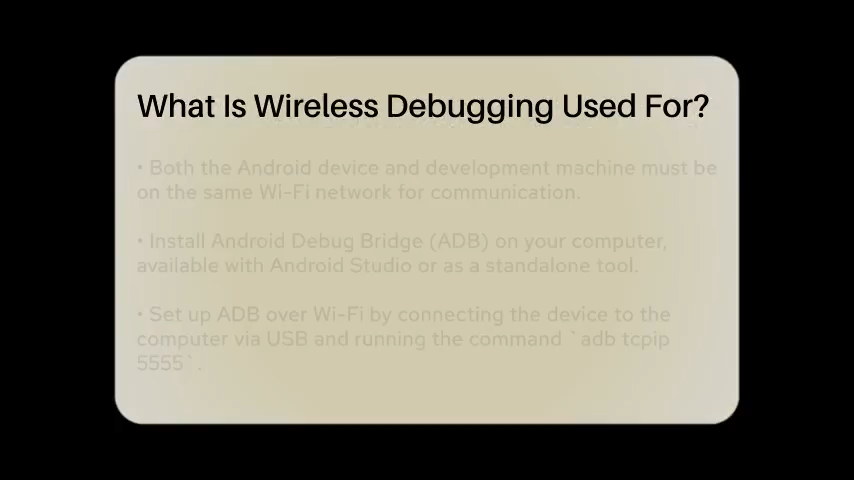 What Is Wireless Debugging Used For?
• Both the Android device and development machine must be
on the same Wi-Fi network for communication.
• Install Android Debug Bridge (ADB) on your computer,
available with Android Studio or as a standalone tool.
• Set up ADB over Wi-Fi by connecting the device to the
computer via USB and running the command `adb tcpip
5555`.